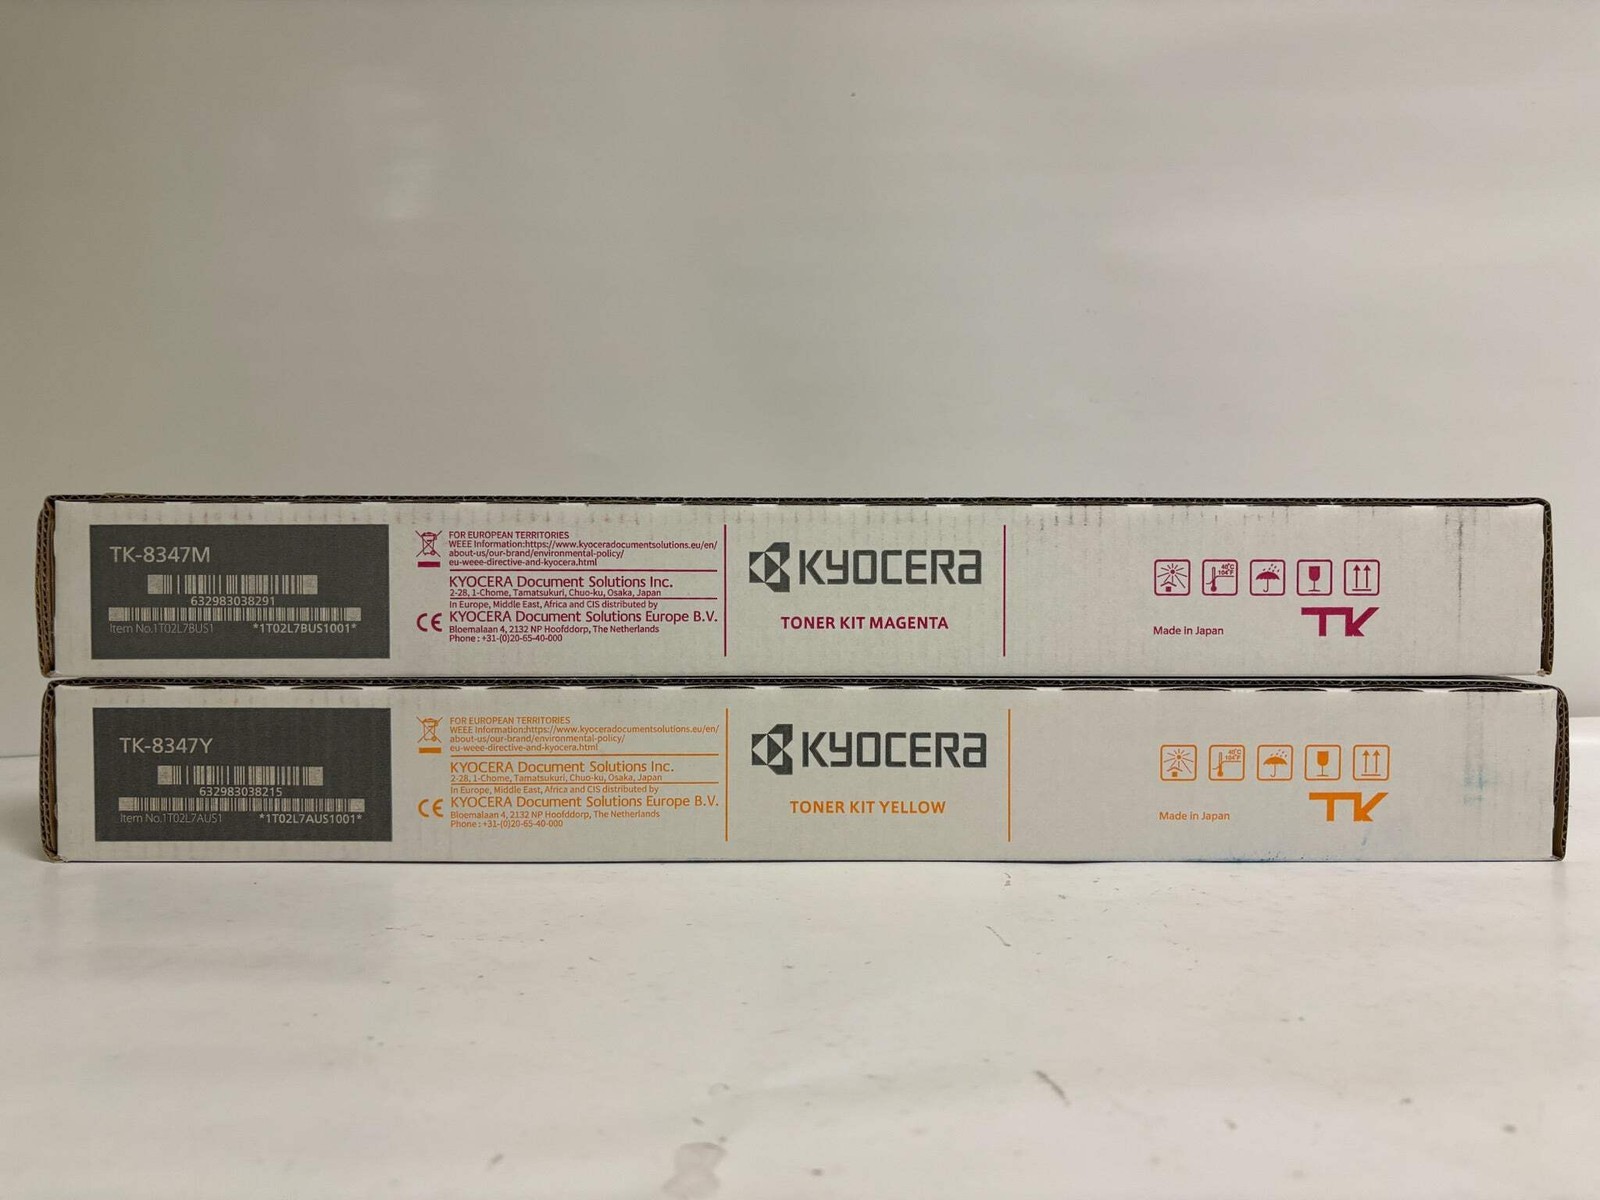 TK-8347M
632983038291
Item No.1T02L7BUS1 *1T02L7BUS1001*
FOR EUROPEAN TERRITORIES
WEEE Information:https://www.kyoceradocumentsolutions.eu/en/
about-us/our-brand/environmental-policy/
eu-weee-directive-and-kyocera.html
KYOCERA Document Solutions Inc.
2-28, 1-Chome, Tamatsukuri, Chuo-ku, Osaka, Japan
In Europe, Middle East, Africa and CIS distributed by
CE KYOCERA Document Solutions Europe B.V.
Bloemalaan 4, 2132 NP Hoofddorp, The Netherlands
Phone : +31-(0)20-65-40-000
KYOCERA
TONER KIT MAGENTA
40°C
104°F
Made in Japan
TK
TK-8347Y
632983038215
Item No.1T02L7AUS1 *1T02L7AUS1001*
FOR EUROPEAN TERRITORIES
WEEE Information:https://www.kyoceradocumentsolutions.eu/en/
about-us/our-brand/environmental-policy/
eu-weee-directive-and-kyocera.html
KYOCERA Document Solutions Inc.
2-28, 1-Chome, Tamatsukuri, Chuo-ku, Osaka, Japan
In Europe, Middle East, Africa and CIS distributed by
CE KYOCERA Document Solutions Europe B.V.
Bloemalaan 4, 2132 NP Hoofddorp, The Netherlands
Phone : +31-(0)20-65-40-000
KYOCERA
TONER KIT YELLOW
40°C
104°F
Made in Japan
TK